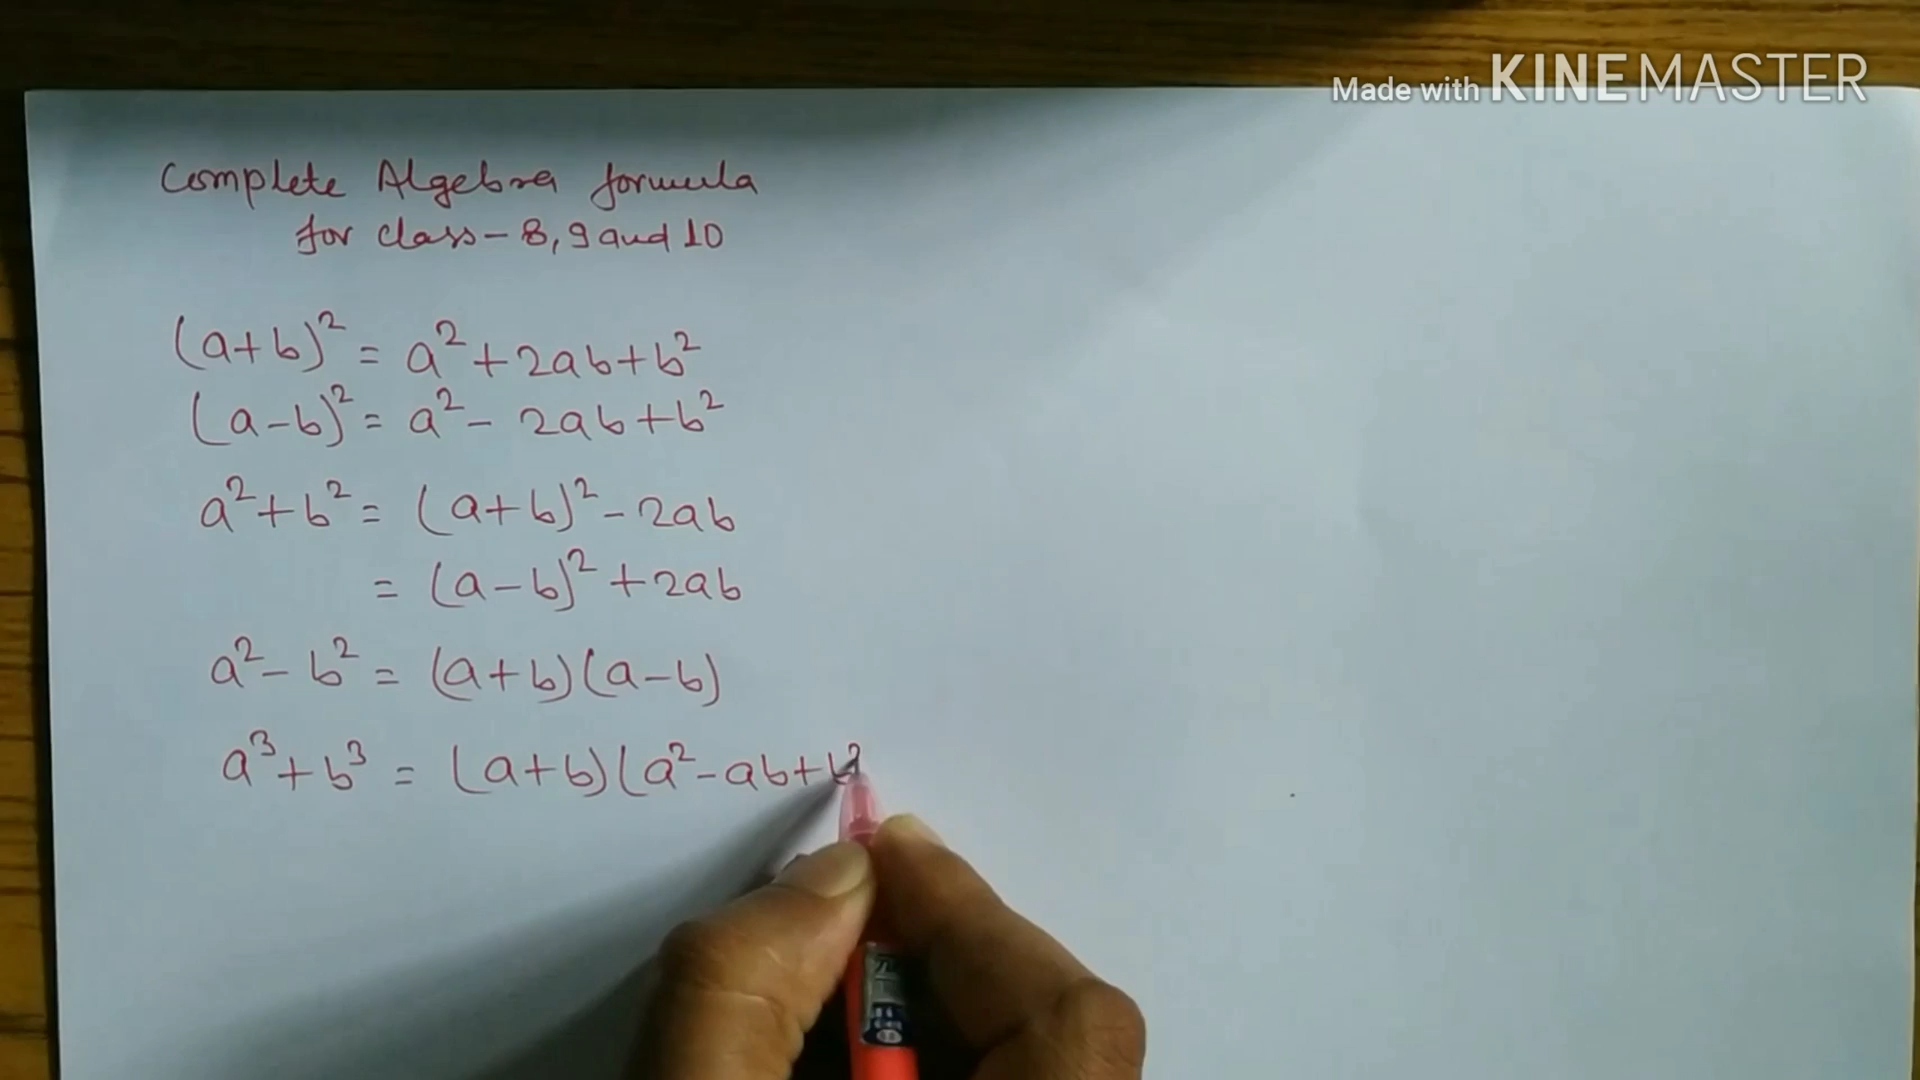 Made with KINEMASTER
Complete Algebra formula
for class - 8, 9 and 10
(a+b)² = a² + 2ab + b²
(a-b)² = a² - 2ab + b²
a² + b² = (a+b)² - 2ab
= (a-b)² + 2ab
a² - b² = (a+b)(a-b)
a³ + b³ = (a+b)(a² - ab + b²